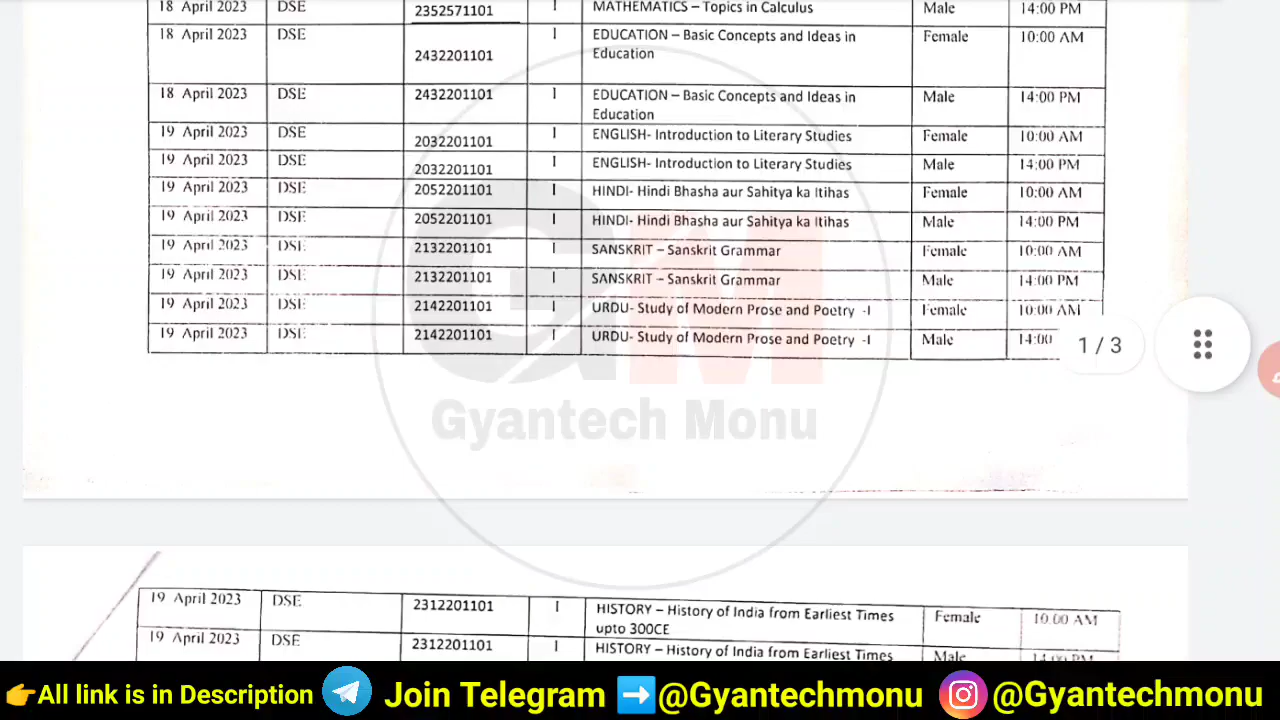 18 April 2023 DSE 2352571101 I MATHEMATICS – Topics in Calculus Male 14:00 PM
18 April 2023 DSE 2432201101 I EDUCATION – Basic Concepts and Ideas in Female 10:00 AM
Education
18 April 2023 DSE 2432201101 I EDUCATION – Basic Concepts and Ideas in Male 14:00 PM
Education
19 April 2023 DSE 2032201101 I ENGLISH- Introduction to Literary Studies Female 10:00 AM
19 April 2023 DSE 2032201101 I ENGLISH- Introduction to Literary Studies Male 14:00 PM
19 April 2023 DSE 2052201101 I HINDI- Hindi Bhasha aur Sahitya ka Itihas Female 10:00 AM
19 April 2023 DSE 2052201101 I HINDI- Hindi Bhasha aur Sahitya ka Itihas Male 14:00 PM
19 April 2023 DSE 2132201101 I SANSKRIT – Sanskrit Grammar Female 10:00 AM
19 April 2023 DSE 2132201101 I SANSKRIT – Sanskrit Grammar Male 14:00 PM
19 April 2023 DSE 2142201101 I URDU- Study of Modern Prose and Poetry -I Female 10:00 AM
19 April 2023 DSE 2142201101 I URDU- Study of Modern Prose and Poetry -I Male 14:00
1 / 3
GM
Gyantech Monu
19 April 2023 DSE 2312201101 I HISTORY – History of India from Earliest Times Female 10.00 AM
upto 300CE
19 April 2023 DSE 2312201101 I HISTORY – History of India from Earliest Times Male 14:00 PM
👉All link is in Description Join Telegram ➡️@Gyantechmonu @Gyantechmonu